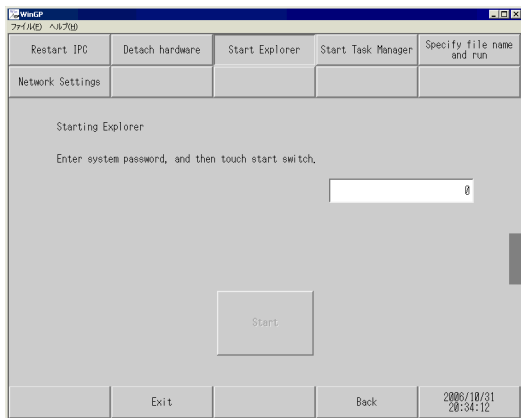 WinGP
ファイル(F) ヘルプ(H)
Restart IPC
Detach hardware
Start Explorer
Start Task Manager
Specify file name
and run
Network Settings
Starting Explorer
Enter system password, and then touch start switch.
0
Start
Exit
Back
2006/10/31
20:34:12